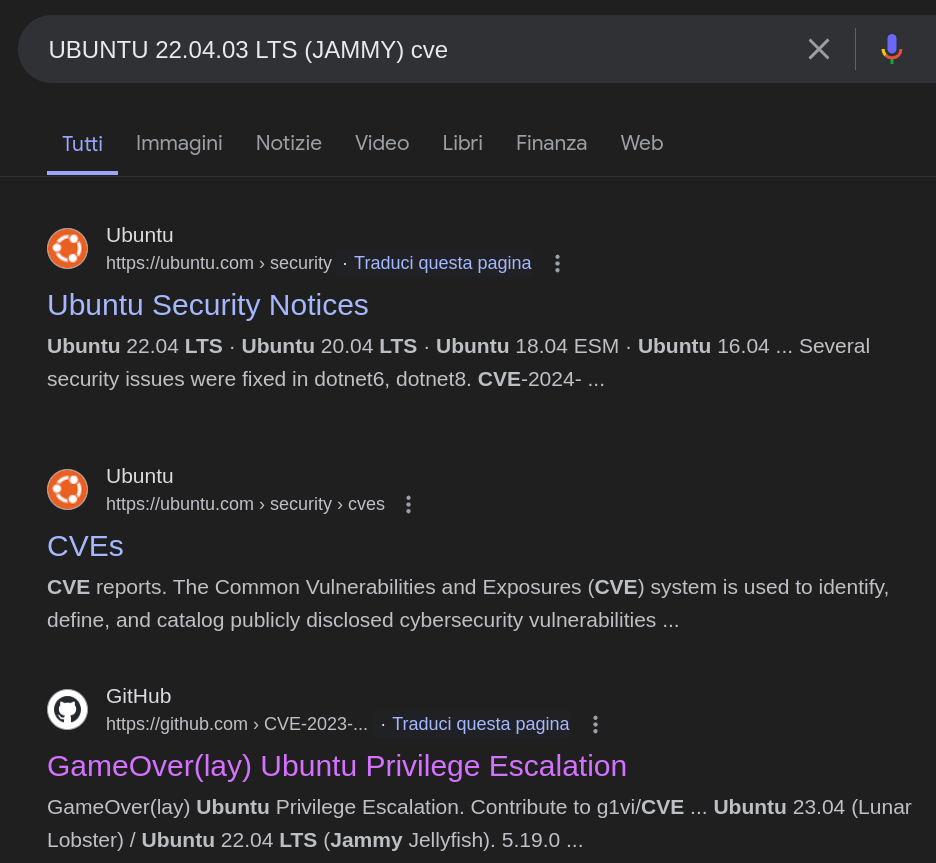 UBUNTU 22.04.03 LTS (JAMMY) cve
Tutti Immagini Notizie Video Libri Finanza Web
Ubuntu
https://ubuntu.com › security · Traduci questa pagina
Ubuntu Security Notices
Ubuntu 22.04 LTS · Ubuntu 20.04 LTS · Ubuntu 18.04 ESM · Ubuntu 16.04 ... Several
security issues were fixed in dotnet6, dotnet8. CVE-2024- ...
Ubuntu
https://ubuntu.com › security › cves
CVEs
CVE reports. The Common Vulnerabilities and Exposures (CVE) system is used to identify,
define, and catalog publicly disclosed cybersecurity vulnerabilities ...
GitHub
https://github.com › CVE-2023-... · Traduci questa pagina
GameOver(lay) Ubuntu Privilege Escalation
GameOver(lay) Ubuntu Privilege Escalation. Contribute to g1vi/CVE ... Ubuntu 23.04 (Lunar
Lobster) / Ubuntu 22.04 LTS (Jammy Jellyfish). 5.19.0 ...